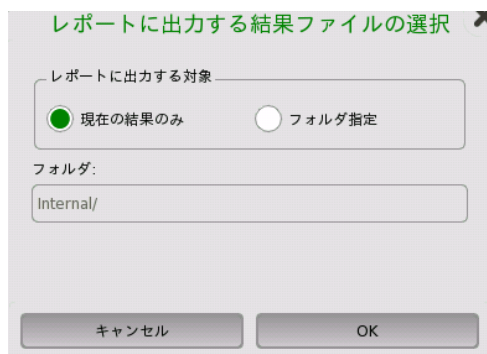 レポートに出力する結果ファイルの選択
レポートに出力する対象
現在の結果のみ
フォルダ指定
フォルダ:
Internal/
キャンセル
OK